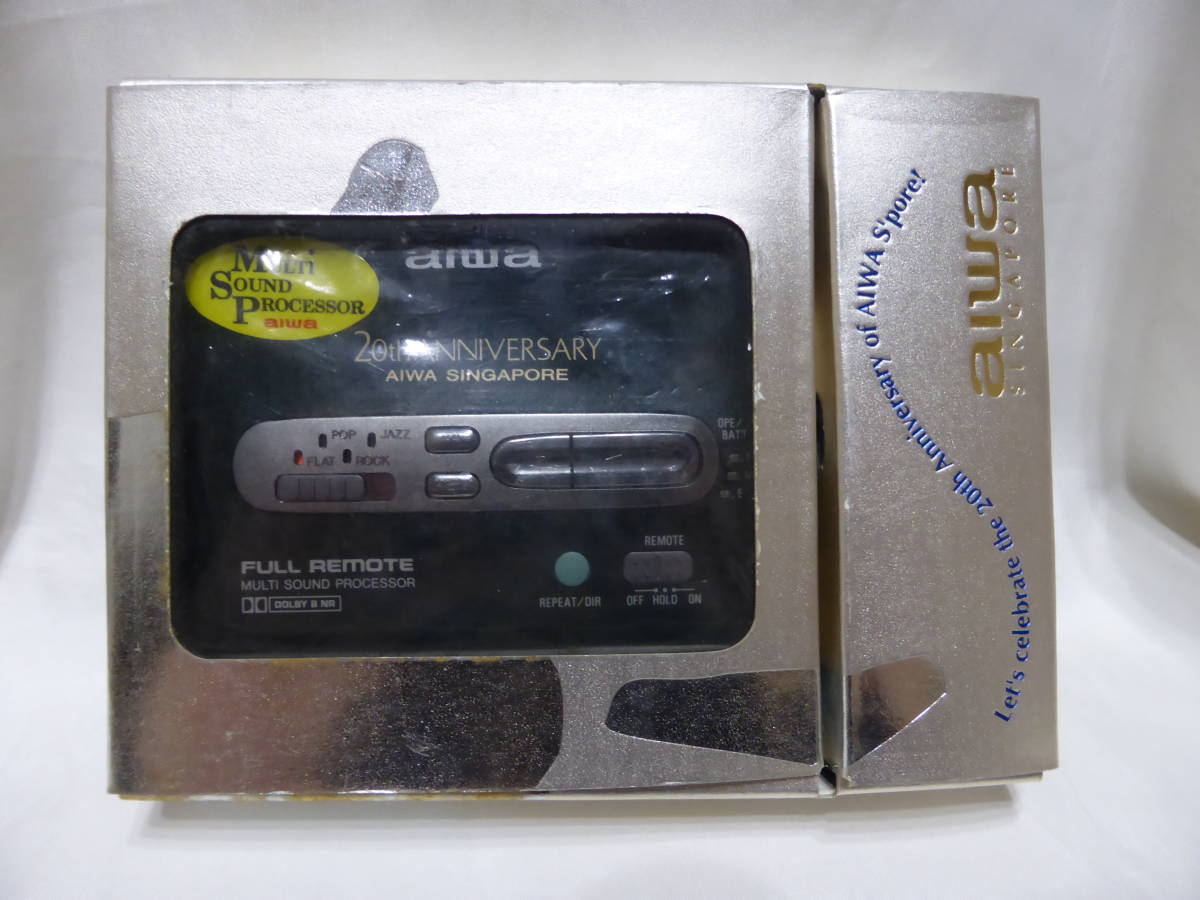 aiwa
Multi
Sound
Processor
aiwa
20th ANNIVERSARY
AIWA SINGAPORE
POP JAZZ
FLAT ROCK
OPE/
BATT
FULL REMOTE
MULTI SOUND PROCESSOR
DOLBY B NR
REPEAT/DIR
REMOTE
OFF HOLD ON
Let's celebrate the 20th Anniversary of AIWA S'pore!
aiwa
SINGAPORE